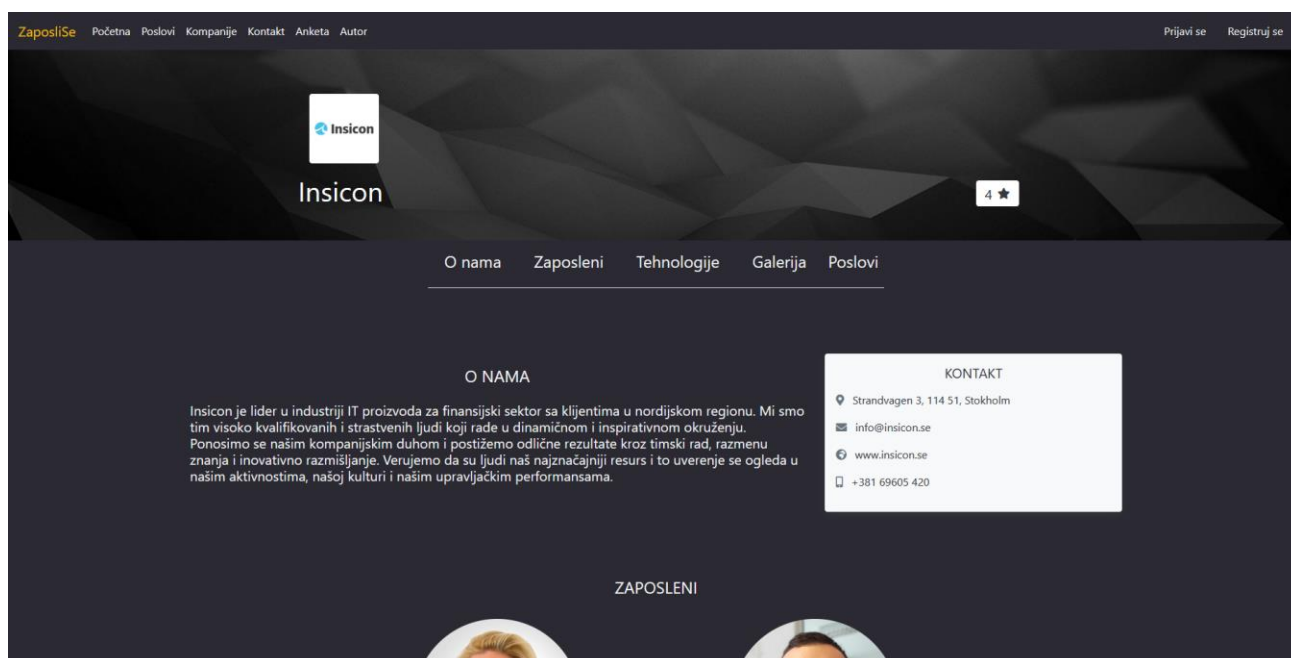 ZaposliSe Početna Poslovi Kompanije Kontakt Anketa Autor Prijavi se Registruj se
Insicon
Insicon
4
O nama Zaposleni Tehnologije Galerija Poslovi
O NAMA
Insicon je lider u industriji IT proizvoda za finansijski sektor sa klijentima u nordijskom regionu. Mi smo
tim visoko kvalifikovanih i strastvenih ljudi koji rade u dinamičnom i inspirativnom okruženju.
Ponosimo se našim kompanijskim duhom i postižemo odlične rezultate kroz timski rad, razmenu
znanja i inovativno razmišljanje. Verujemo da su ljudi naš najznačajniji resurs i to uverenje se ogleda u
našim aktivnostima, našoj kulturi i našim upravljačkim performansama.
KONTAKT
Strandvagen 3, 114 51, Stokholm
info@insicon.se
www.insicon.se
+381 69605 420
ZAPOSLENI